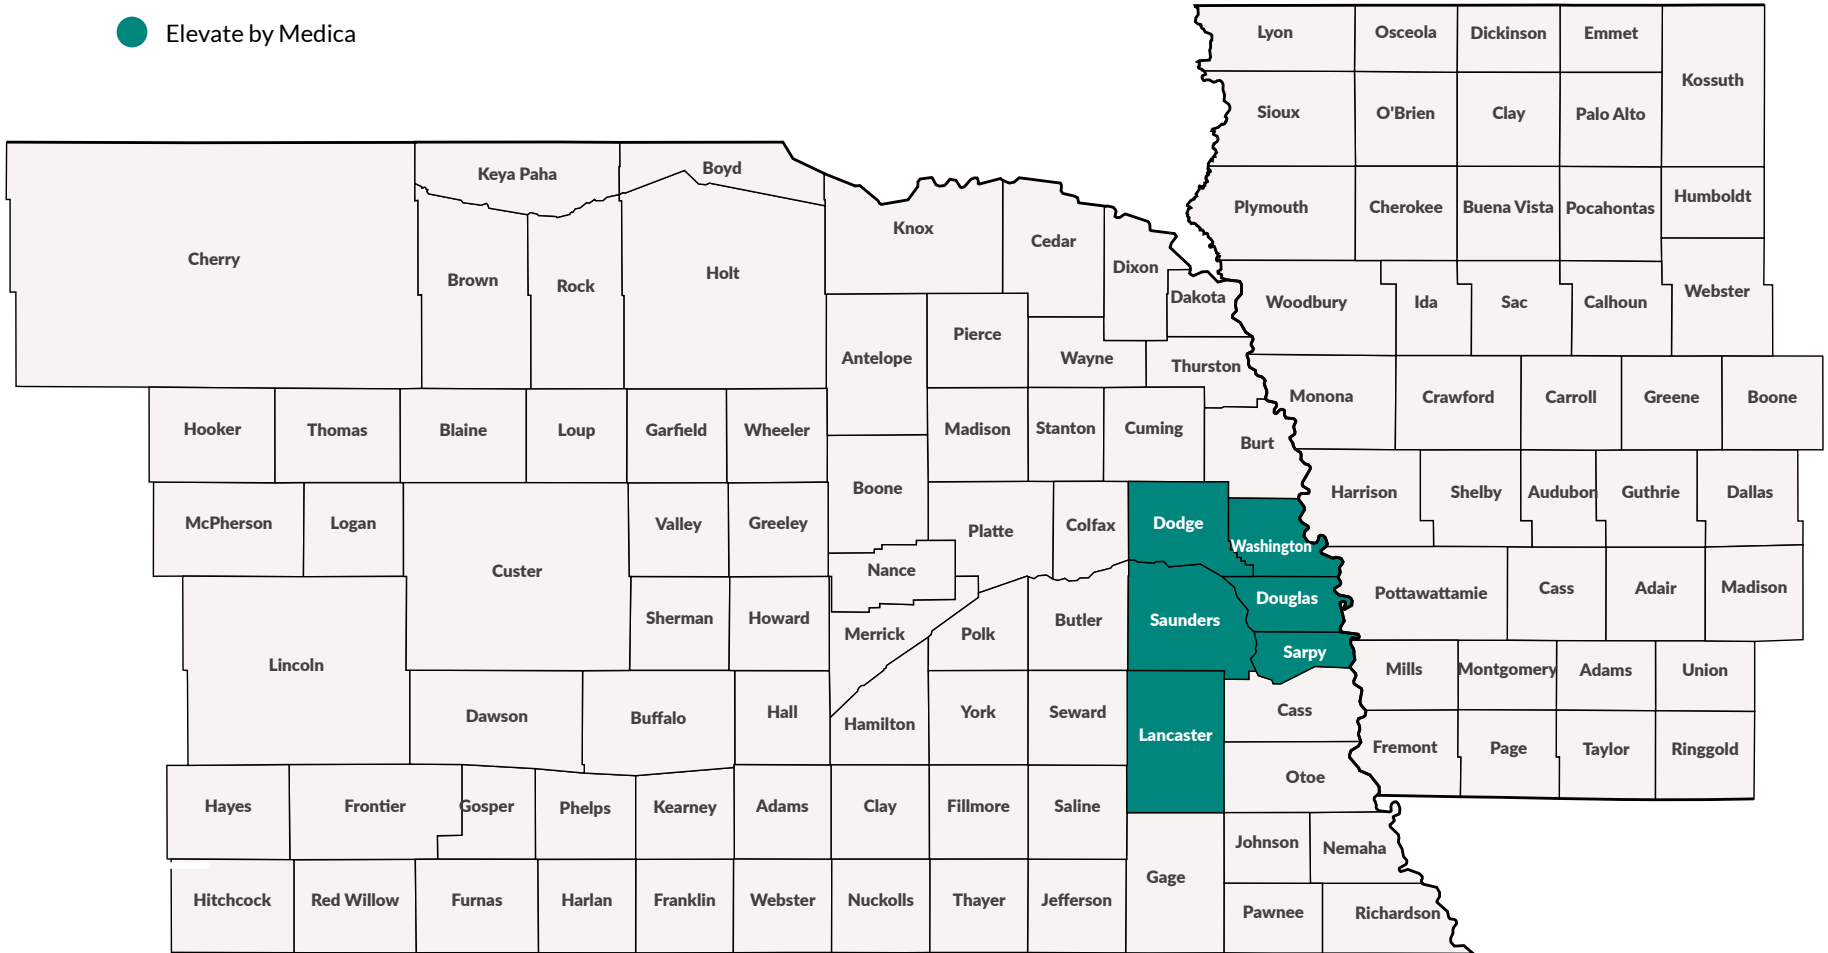 Elevate by Medica
Lyon
Osceola
Dickinson
Emmet
Kossuth
Sioux
O'Brien
Clay
Palo Alto
Plymouth
Cherokee
Buena Vista
Pocahontas
Humboldt
Woodbury
Ida
Sac
Calhoun
Webster
Monona
Crawford
Carroll
Greene
Boone
Harrison
Shelby
Audubon
Guthrie
Dallas
Pottawattamie
Cass
Adair
Madison
Mills
Montgomery
Adams
Union
Fremont
Page
Taylor
Ringgold
Cherry
Keya Paha
Boyd
Brown
Rock
Holt
Knox
Cedar
Dixon
Dakota
Antelope
Pierce
Wayne
Thurston
Hooker
Thomas
Blaine
Loup
Garfield
Wheeler
Madison
Stanton
Cuming
Burt
Boone
McPherson
Logan
Custer
Valley
Greeley
Platte
Colfax
Dodge
Washington
Nance
Lincoln
Sherman
Howard
Merrick
Polk
Butler
Saunders
Douglas
Sarpy
Dawson
Buffalo
Hall
Hamilton
York
Seward
Lancaster
Cass
Otoe
Hayes
Frontier
Gosper
Phelps
Kearney
Adams
Clay
Fillmore
Saline
Johnson
Nemaha
Gage
Hitchcock
Red Willow
Furnas
Harlan
Franklin
Webster
Nuckolls
Thayer
Jefferson
Pawnee
Richardson